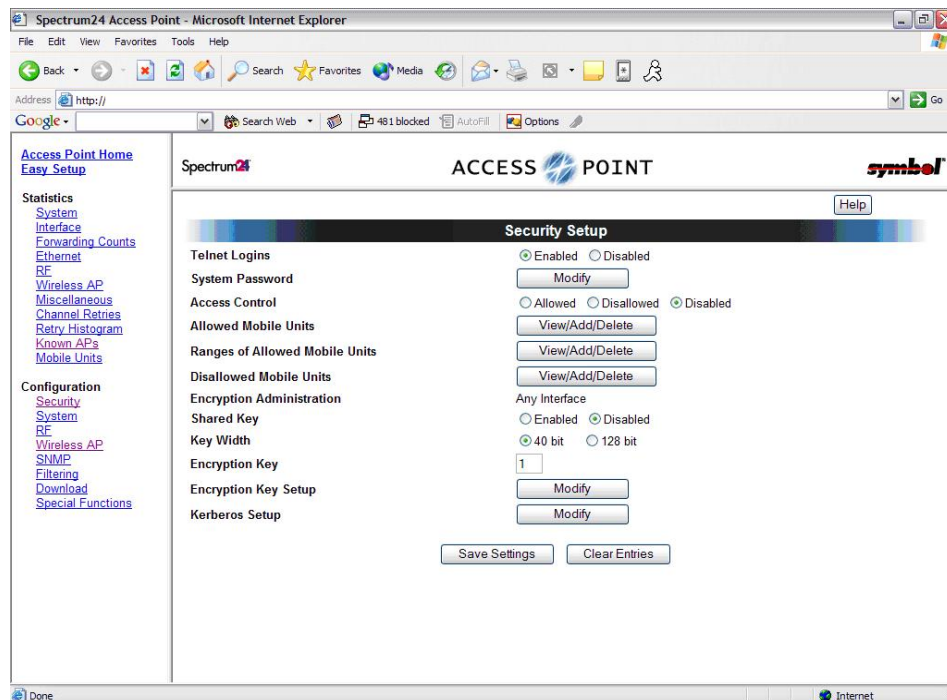 Spectrum24 Access Point - Microsoft Internet Explorer
File Edit View Favorites Tools Help
Back Search Favorites Media
Address http:// Go
Google Search Web 481 blocked AutoFill Options
Access Point Home
Easy Setup
Statistics
System
Interface
Forwarding Counts
Ethernet
RF
Wireless AP
Miscellaneous
Channel Retries
Retry Histogram
Known APs
Mobile Units
Configuration
Security
System
RF
Wireless AP
SNMP
Filtering
Download
Special Functions
Spectrum24 ACCESS POINT symbol
Help
Security Setup
Telnet Logins Enabled Disabled
System Password Modify
Access Control Allowed Disallowed Disabled
Allowed Mobile Units View/Add/Delete
Ranges of Allowed Mobile Units View/Add/Delete
Disallowed Mobile Units View/Add/Delete
Encryption Administration Any Interface
Shared Key Enabled Disabled
Key Width 40 bit 128 bit
Encryption Key 1
Encryption Key Setup Modify
Kerberos Setup Modify
Save Settings Clear Entries
Done Internet